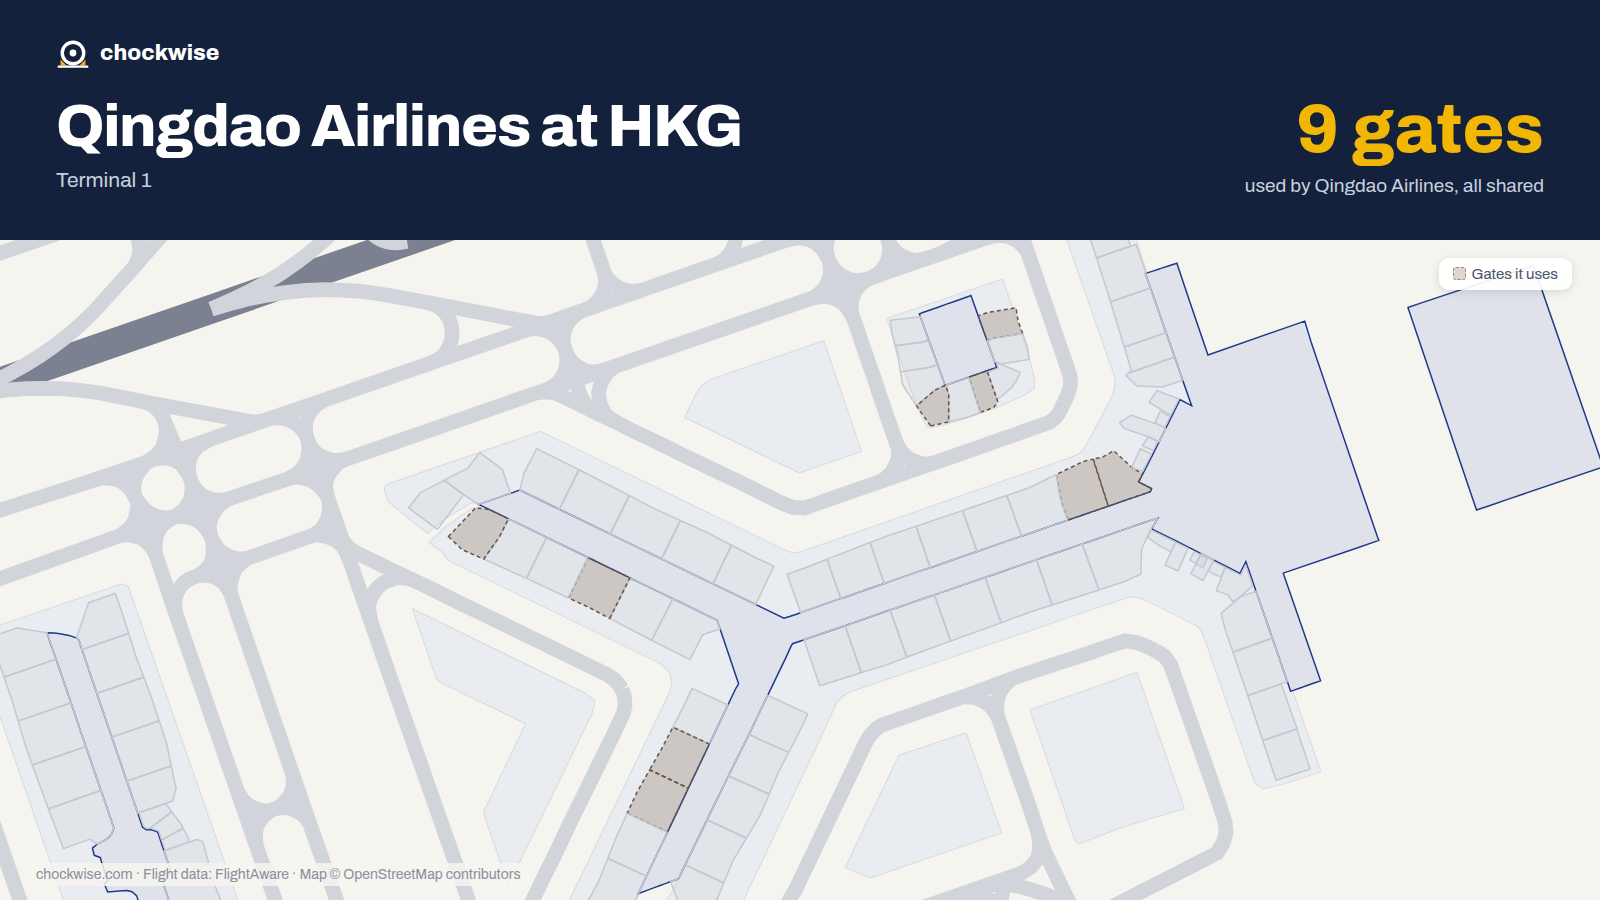 chockwise
Qingdao Airlines at HKG
Terminal 1
9 gates
used by Qingdao Airlines, all shared
Gates it uses
chockwise.com · Flight data: FlightAware · Map © OpenStreetMap contributors